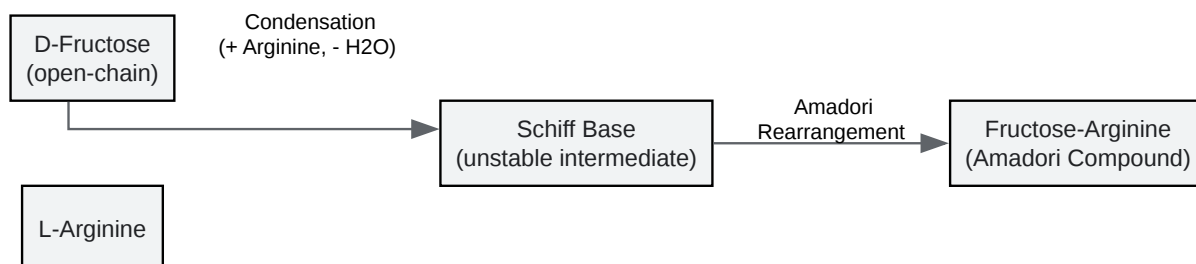 D-Fructose
(open-chain)
Condensation
(+ Arginine, - H2O)
Schiff Base
(unstable intermediate)
Amadori
Rearrangement
Fructose-Arginine
(Amadori Compound)
L-Arginine